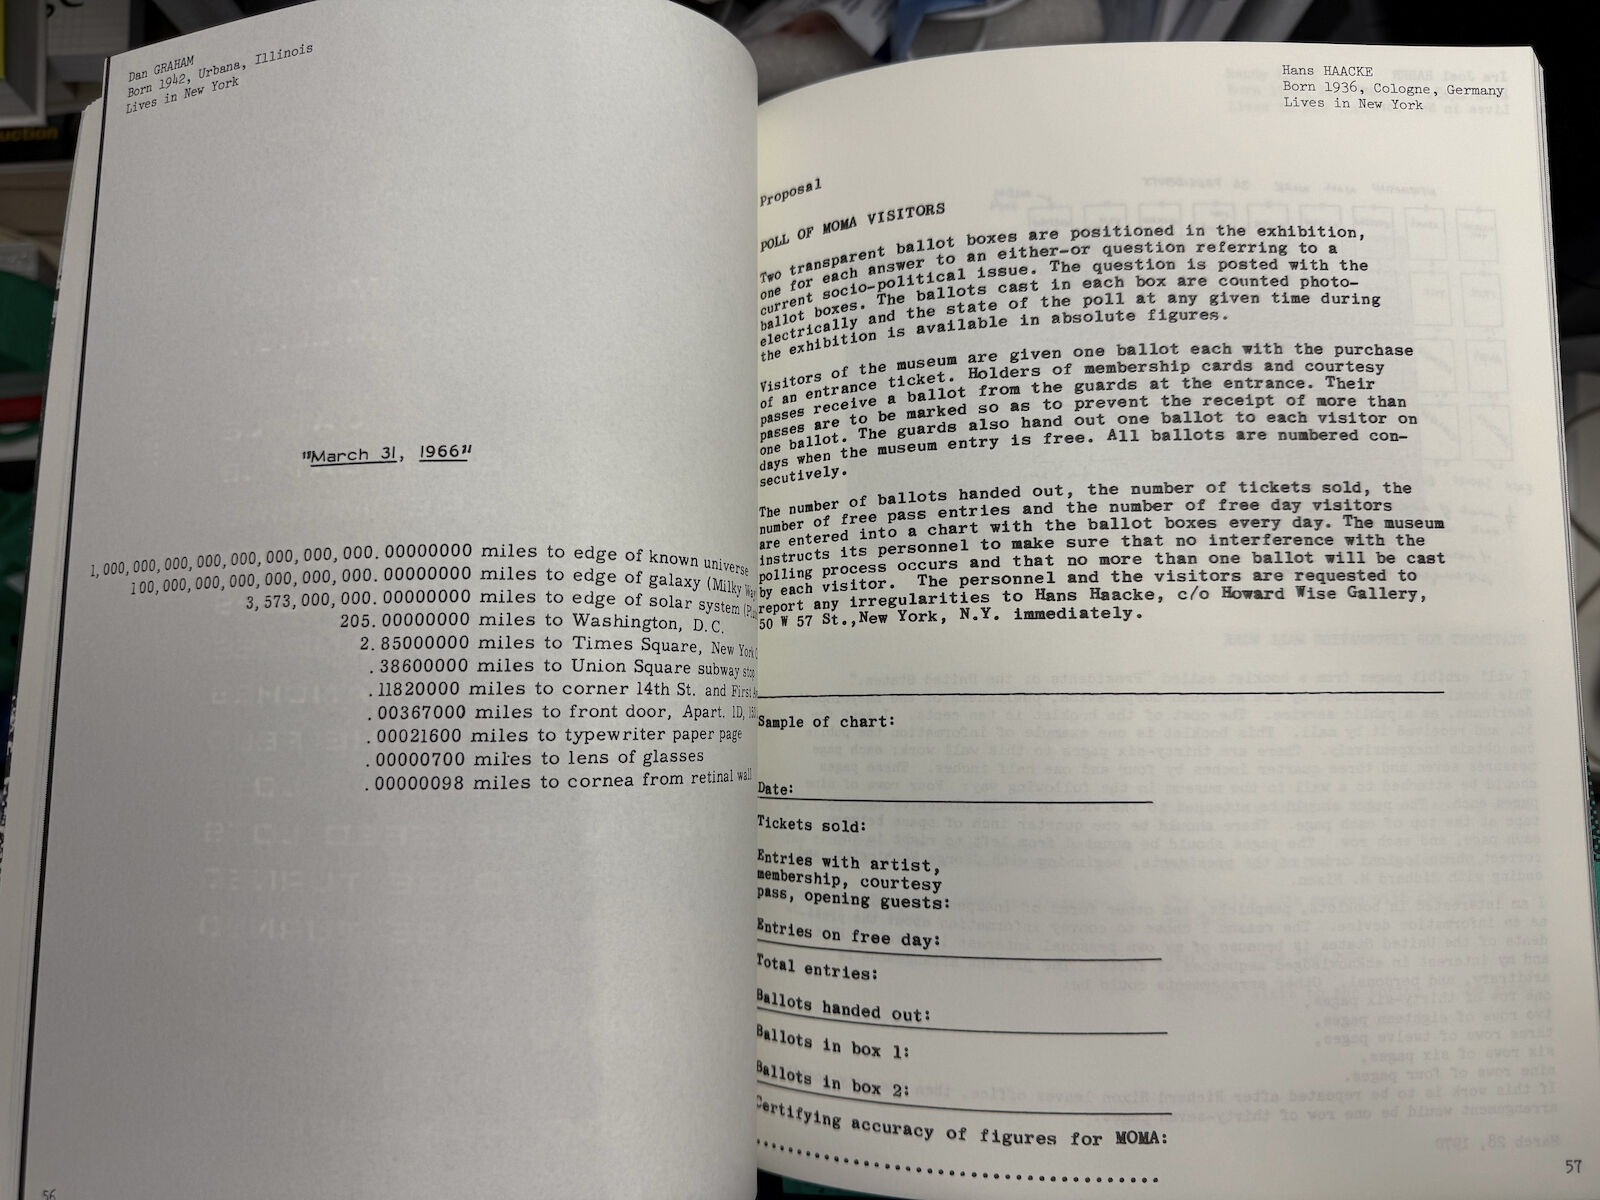 Dan GRAHAM
Born 1942, Urbana, Illinois
Lives in New York
"March 31, 1966"
1,000,000,000,000,000,000,000,000.00000000 miles to edge of known universe
100,000,000,000,000,000,000.00000000 miles to edge of galaxy (Milky
3,573,000,000.00000000 miles to edge of solar system
205.00000000 miles to Washington, D.C.
2.85000000 miles to Times Square, New York
.38600000 miles to Union Square subway stop
.11820000 miles to corner 14th St. and First
.00367000 miles to front door, Apart. 1D,
.00021600 miles to typewriter paper page
.00000700 miles to lens of glasses
.00000098 miles to cornea from retinal wall
56
Hans HAACKE
Born 1936, Cologne, Germany
Lives in New York
Proposal
POLL OF MOMA VISITORS
Two transparent ballot boxes are positioned in the exhibition,
one for each answer to an either-or question referring to a
current socio-political issue. The question is posted with the
ballot boxes. The ballots cast in each box are counted photo-
electrically and the state of the poll at any given time during
the exhibition is available in absolute figures.
Visitors of the museum are given one ballot each with the purchase
of an entrance ticket. Holders of membership cards and courtesy
passes receive a ballot from the guards at the entrance. Their
passes are to be marked so as to prevent the receipt of more than
one ballot. The guards also hand out one ballot to each visitor on
days when the museum entry is free. All ballots are numbered con-
secutively.
The number of ballots handed out, the number of tickets sold, the
number of free pass entries and the number of free day visitors
are entered into a chart with the ballot boxes every day. The museum
instructs its personnel to make sure that no interference with the
polling process occurs and that no more than one ballot will be cast
by each visitor. The personnel and the visitors are requested to
report any irregularities to Hans Haacke, c/o Howard Wise Gallery,
50 W 57 St.,New York, N.Y. immediately.
Sample of chart:
Date:
Tickets sold:
Entries with artist,
membership, courtesy
pass, opening guests:
Entries on free day:
Total entries:
Ballots handed out:
Ballots in box 1:
Ballots in box 2:
Certifying accuracy of figures for MOMA:
57